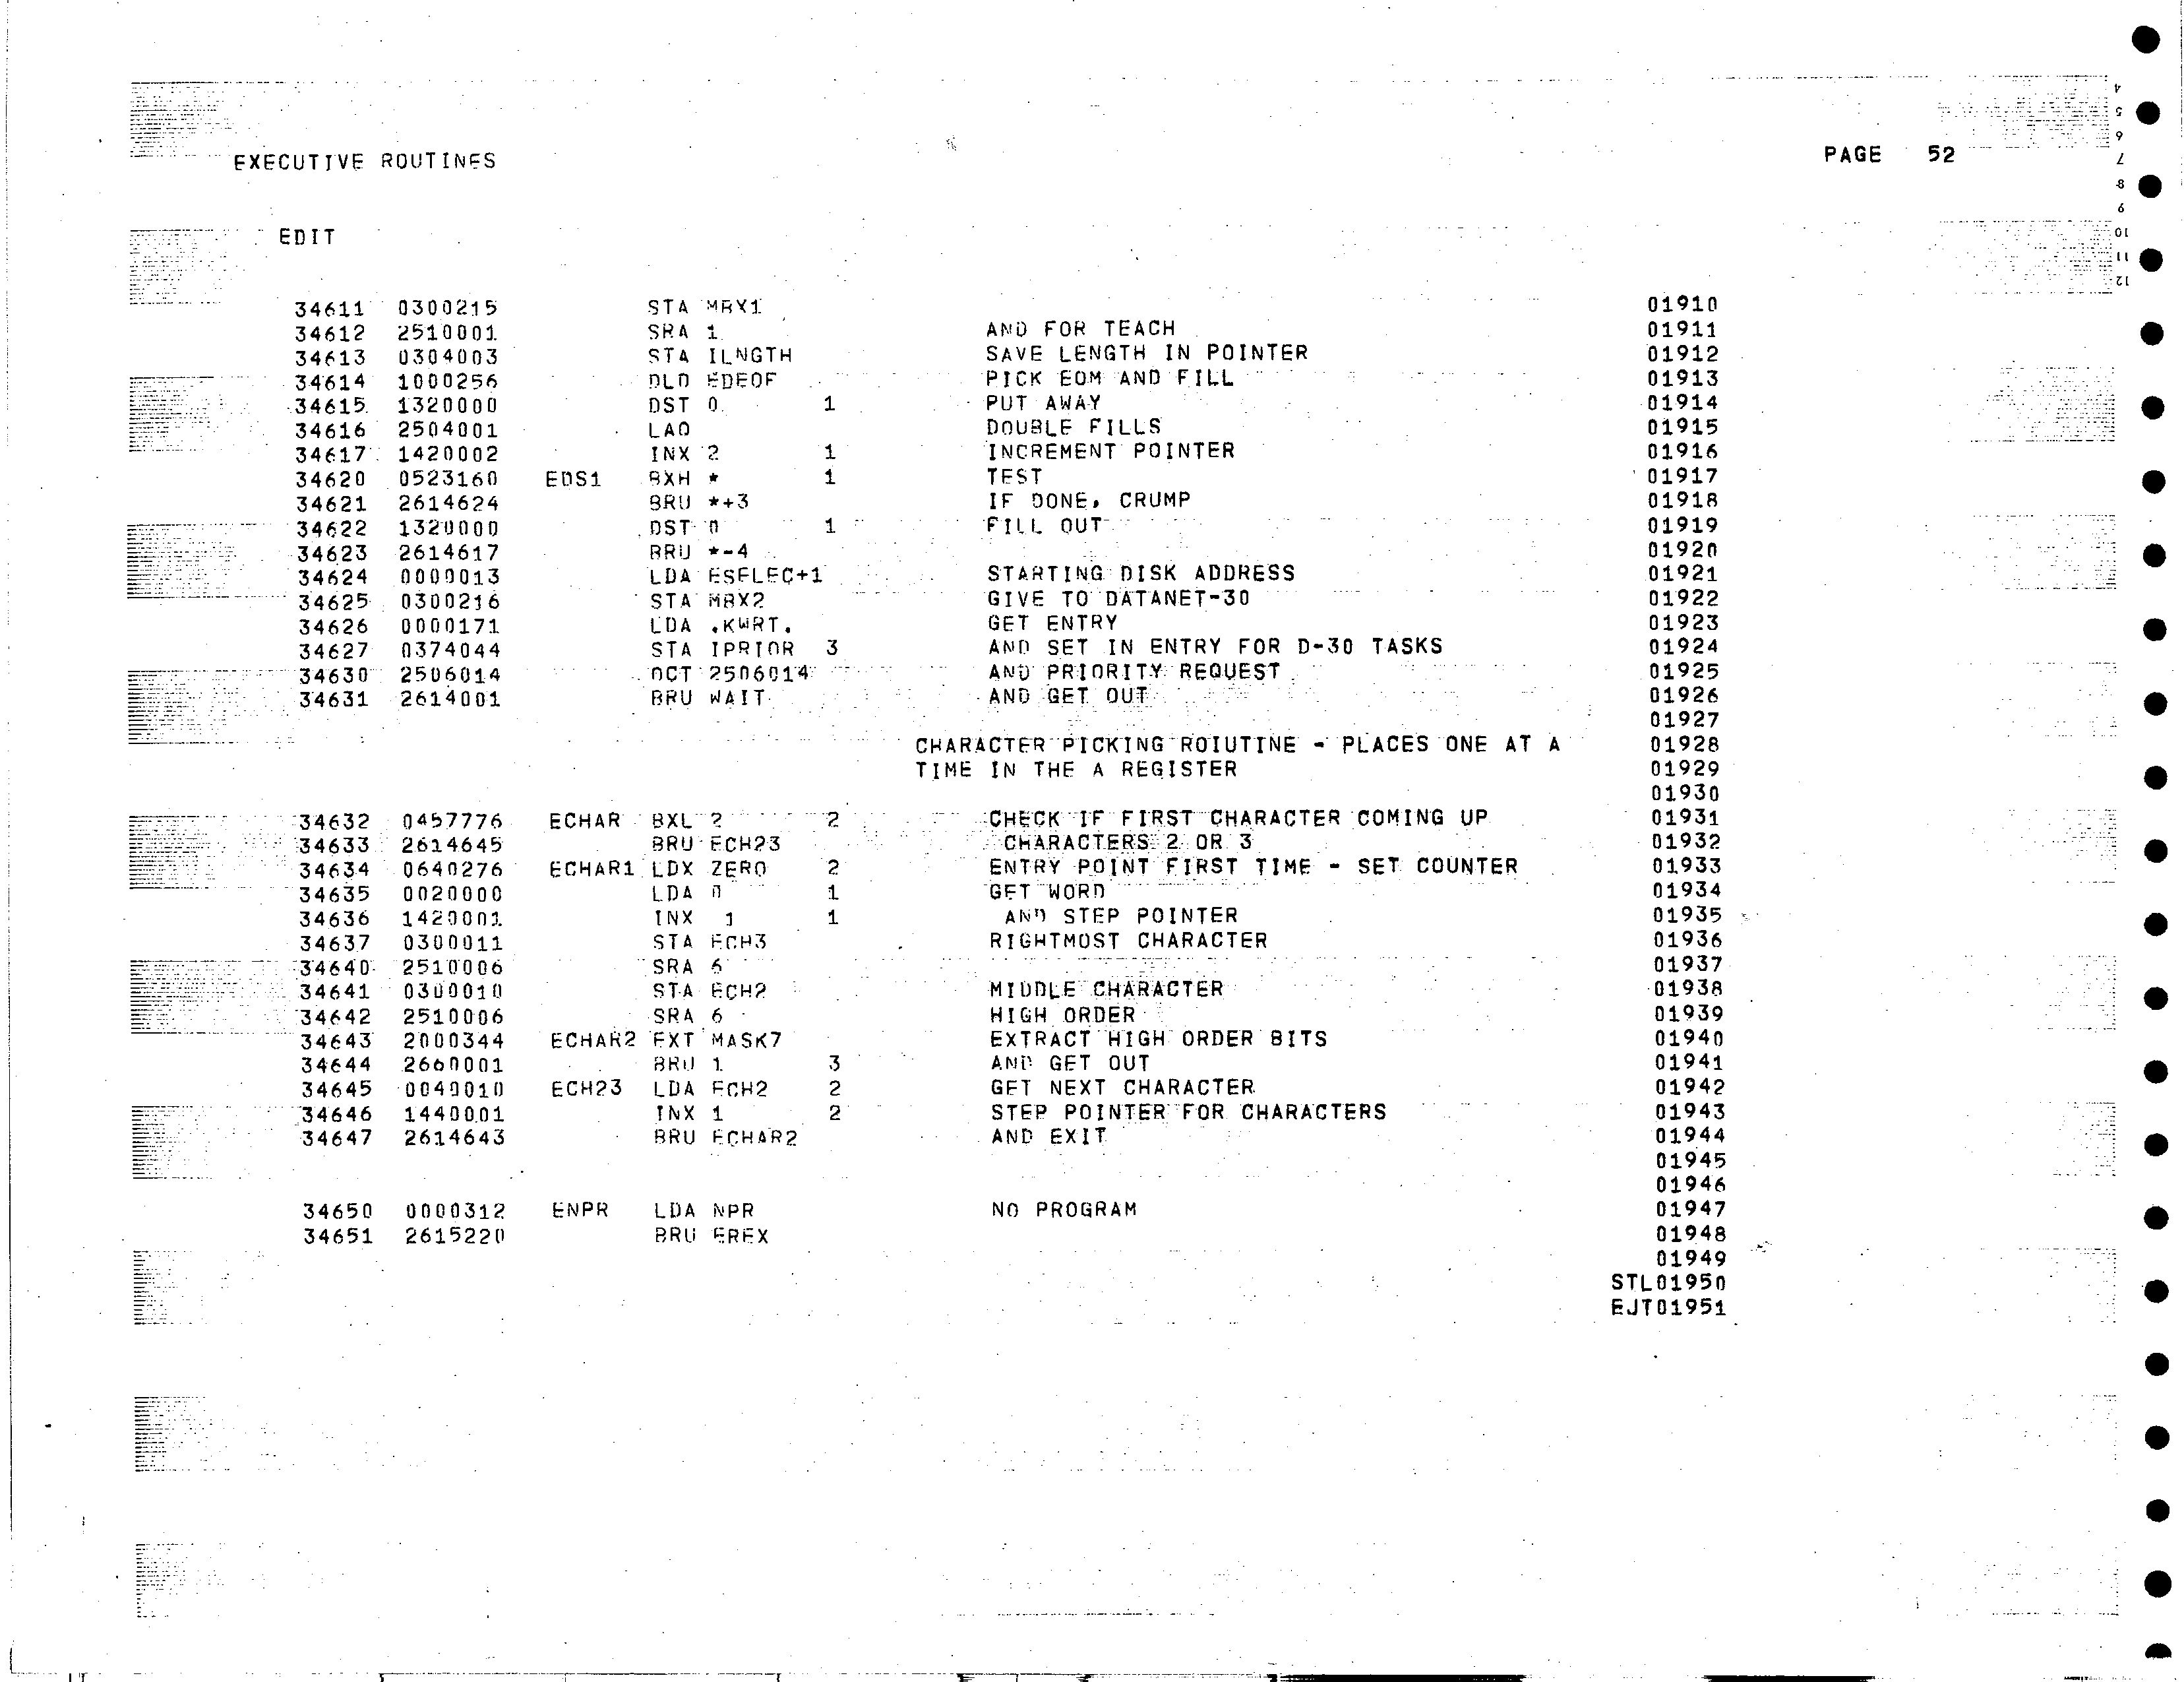 EXECUTIVE ROUTINES PAGE 52
EDIT
34611 0300215 STA MBX1 01910
34612 2510001 SRA 1 AND FOR TEACH 01911
34613 0304003 STA ILNGTH SAVE LENGTH IN POINTER 01912
34614 1000256 DLD EDEOF PICK EOM AND FILL 01913
34615 1320000 DST 0 1 PUT AWAY 01914
34616 2504001 LAQ DOUBLE FILLS 01915
34617 1420002 INX 2 1 INCREMENT POINTER 01916
34620 0523160 EDS1 BXH * 1 TEST 01917
34621 2614624 BRU *+3 IF DONE, CRUMP 01918
34622 1320000 DST 0 1 FILL OUT 01919
34623 2614617 BRU *-4 01920
34624 0000013 LDA ESELEC+1 STARTING DISK ADDRESS 01921
34625 0300216 STA MBX2 GIVE TO DATANET-30 01922
34626 0000171 LDA .KWRT. GET ENTRY 01923
34627 0374044 STA IPRIOR 3 AND SET IN ENTRY FOR D-30 TASKS 01924
34630 2506014 OCT 2506014 AND PRIORITY REQUEST 01925
34631 2614001 BRU WAIT AND GET OUT 01926
01927
CHARACTER PICKING ROIUTINE - PLACES ONE AT A 01928
TIME IN THE A REGISTER 01929
01930
34632 0457776 ECHAR BXL 2 2 CHECK IF FIRST CHARACTER COMING UP 01931
34633 2614645 BRU ECH23 CHARACTERS 2 OR 3 01932
34634 0640276 ECHAR1 LDX ZERO 2 ENTRY POINT FIRST TIME - SET COUNTER 01933
34635 0020000 LDA 0 1 GET WORD 01934
34636 1420001 INX 1 1 AND STEP POINTER 01935
34637 0300011 STA ECH3 RIGHTMOST CHARACTER 01936
34640 2510006 SRA 6 01937
34641 0300010 STA ECH2 MIDDLE CHARACTER 01938
34642 2510006 SRA 6 HIGH ORDER 01939
34643 2000344 ECHAR2 EXT MASK7 EXTRACT HIGH ORDER BITS 01940
34644 2660001 BRU 1 3 AND GET OUT 01941
34645 0040010 ECH23 LDA ECH2 2 GET NEXT CHARACTER 01942
34646 1440001 INX 1 2 STEP POINTER FOR CHARACTERS 01943
34647 2614643 BRU ECHAR2 AND EXIT 01944
01945
01946
34650 0000312 ENPR LDA NPR NO PROGRAM 01947
34651 2615220 BRU EREX 01948
01949
STL01950
EJT01951
4
5
6
7
8
9
10
11
12